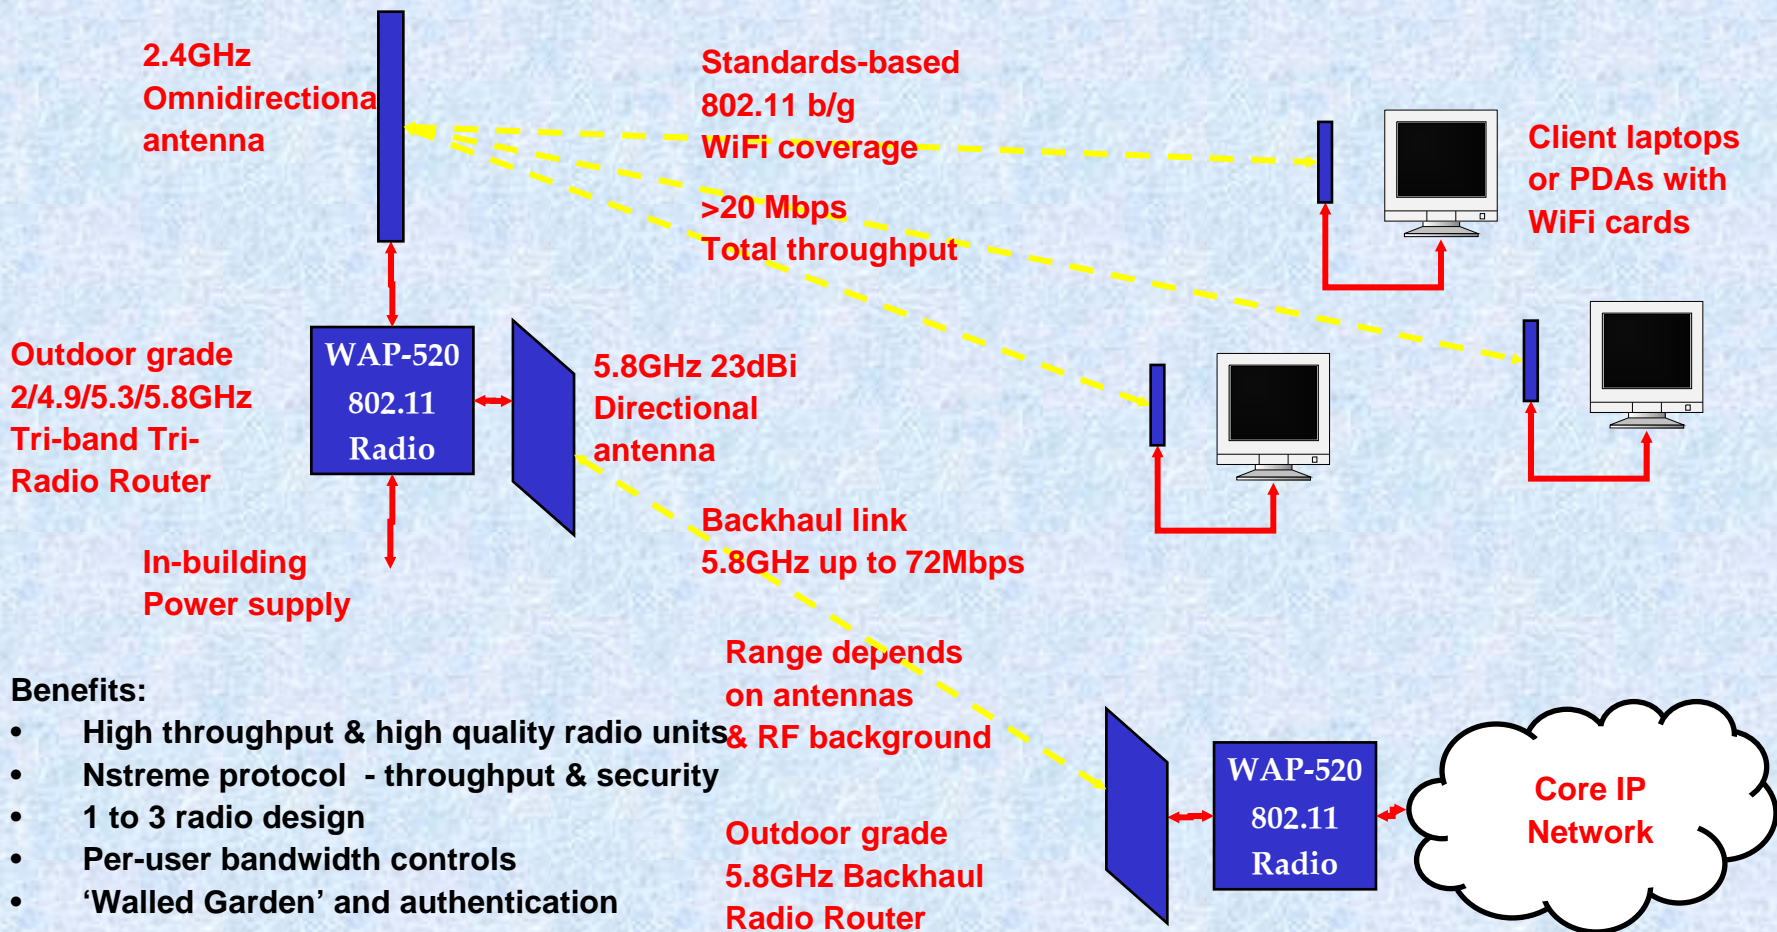 2.4GHz
Omnidirectiona
antenna
Standards-based
802.11 b/g
WiFi coverage
>20 Mbps
Total throughput
Client laptops
or PDAs with
WiFi cards
Outdoor grade
2/4.9/5.3/5.8GHz
Tri-band Tri-
Radio Router
WAP-520
802.11
Radio
5.8GHz 23dBi
Directional
antenna
In-building
Power supply
Backhaul link
5.8GHz up to 72Mbps
Range depends
on antennas
& RF background
Benefits:
• High throughput & high quality radio units
• Nstreme protocol - throughput & security
• 1 to 3 radio design
• Per-user bandwidth controls
• ‘Walled Garden’ and authentication
Outdoor grade
5.8GHz Backhaul
Radio Router
WAP-520
802.11
Radio
Core IP
Network